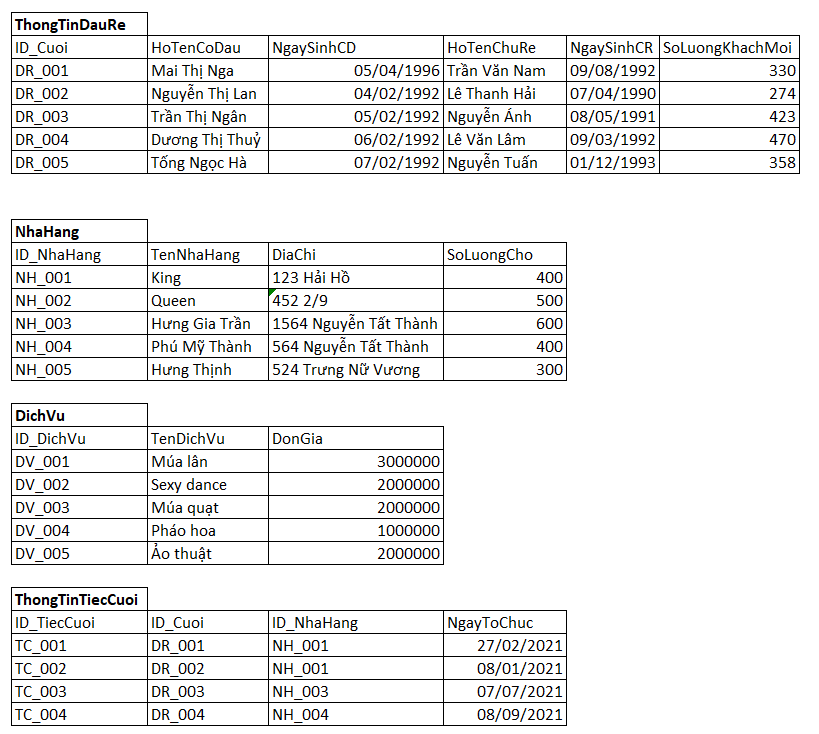 ThongTinDauRe
ID_Cuoi HoTenCoDau NgaySinhCD HoTenChuRe NgaySinhCR SoLuongKhachMoi
DR_001 Mai Thị Nga 05/04/1996 Trần Văn Nam 09/08/1992 330
DR_002 Nguyễn Thị Lan 04/02/1992 Lê Thanh Hải 07/04/1990 274
DR_003 Trần Thị Ngân 05/02/1992 Nguyễn Ánh 08/05/1991 423
DR_004 Dương Thị Thuỷ 06/02/1992 Lê Văn Lâm 09/03/1992 470
DR_005 Tống Ngọc Hà 07/02/1992 Nguyễn Tuấn 01/12/1993 358
NhaHang
ID_NhaHang TenNhaHang DiaChi SoLuongCho
NH_001 King 123 Hải Hồ 400
NH_002 Queen 452 2/9 500
NH_003 Hưng Gia Trần 1564 Nguyễn Tất Thành 600
NH_004 Phú Mỹ Thành 564 Nguyễn Tất Thành 400
NH_005 Hưng Thịnh 524 Trưng Nữ Vương 300
DichVu
ID_DichVu TenDichVu DonGia
DV_001 Múa lân 3000000
DV_002 Sexy dance 2000000
DV_003 Múa quạt 2000000
DV_004 Pháo hoa 1000000
DV_005 Ảo thuật 2000000
ThongTinTiecCuoi
ID_TiecCuoi ID_Cuoi ID_NhaHang NgayToChuc
TC_001 DR_001 NH_001 27/02/2021
TC_002 DR_002 NH_001 08/01/2021
TC_003 DR_003 NH_003 07/07/2021
TC_004 DR_004 NH_004 08/09/2021